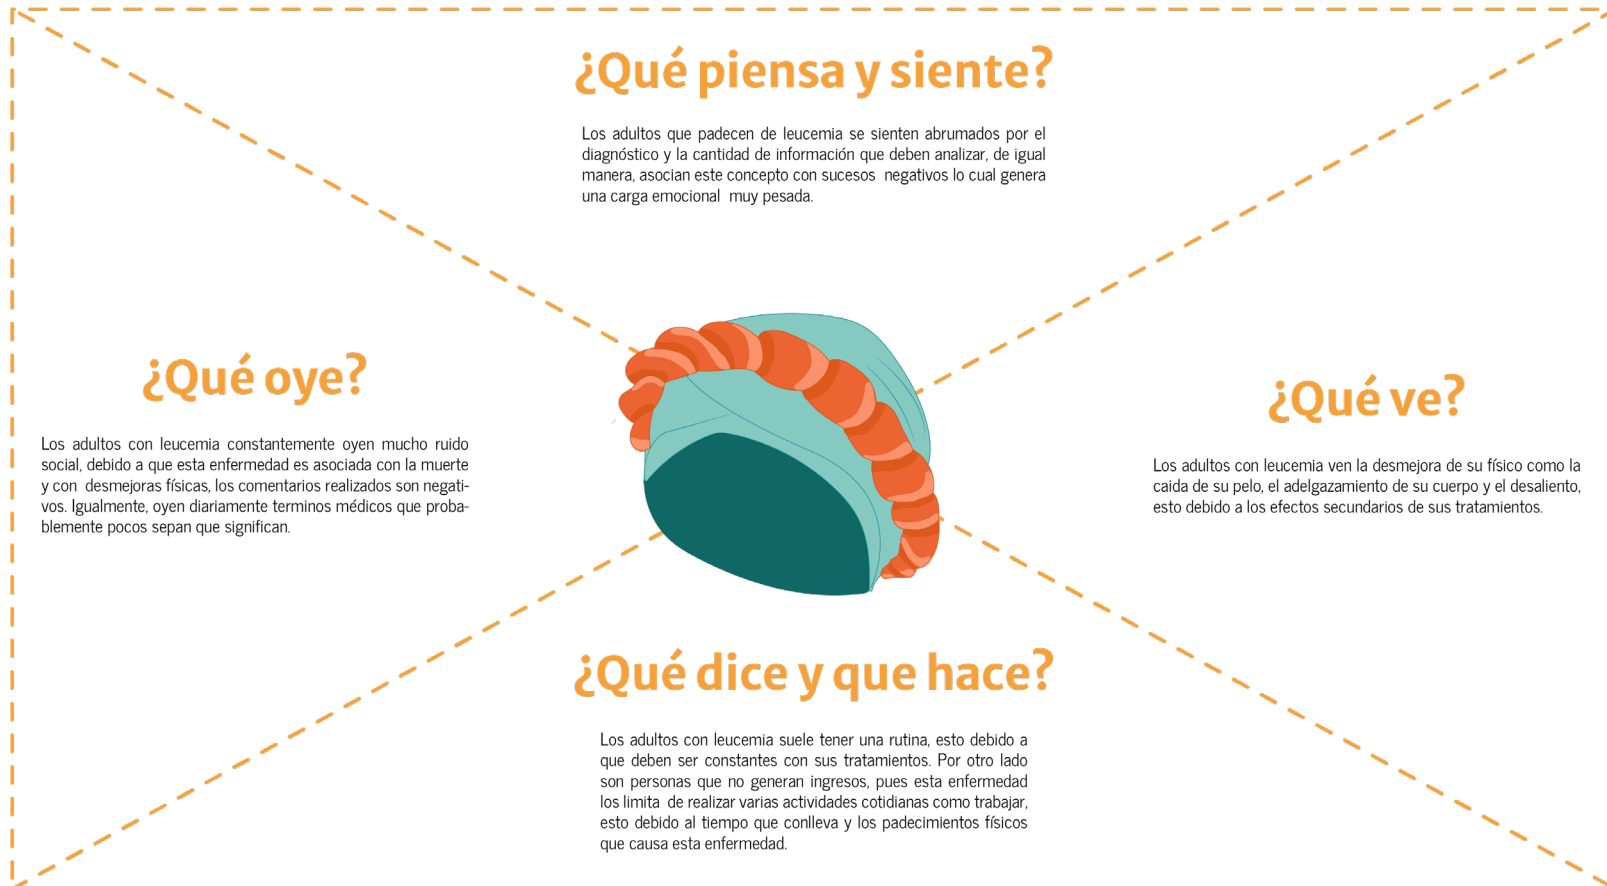 ¿Qué piensa y siente?
Los adultos que padecen de leucemia se sienten abrumados por el
diagnóstico y la cantidad de información que deben analizar, de igual
manera, asocian este concepto con sucesos negativos lo cual genera
una carga emocional muy pesada.
¿Qué oye?
Los adultos con leucemia constantemente oyen mucho ruido
social, debido a que esta enfermedad es asociada con la muerte
y con desmejoras físicas, los comentarios realizados son negati-
vos. Igualmente, oyen diariamente terminos médicos que proba-
blemente pocos sepan que significan.
¿Qué ve?
Los adultos con leucemia ven la desmejora de su físico como la
caida de su pelo, el adelgazamiento de su cuerpo y el desaliento,
esto debido a los efectos secundarios de sus tratamientos.
¿Qué dice y que hace?
Los adultos con leucemia suele tener una rutina, esto debido a
que deben ser constantes con sus tratamientos. Por otro lado
son personas que no generan ingresos, pues esta enfermedad
los limita de realizar varias actividades cotidianas como trabajar,
esto debido al tiempo que conlleva y los padecimientos físicos
que causa esta enfermedad.